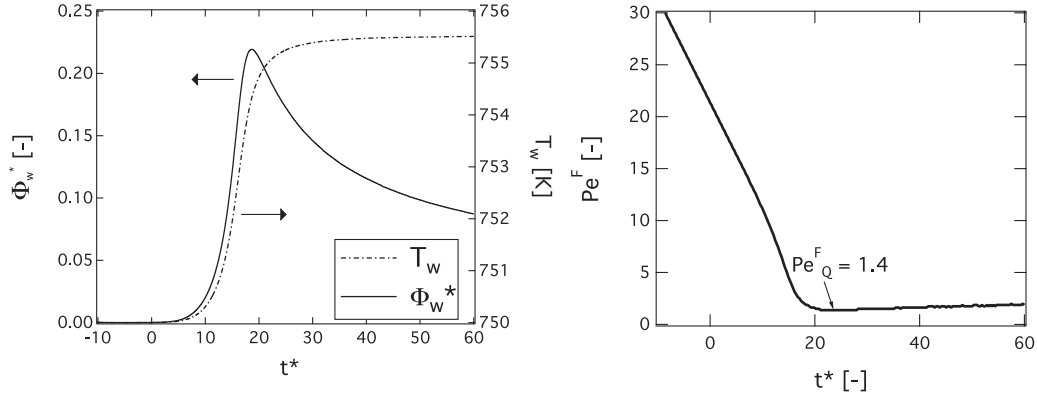 0.25
0.20
0.15
0.10
0.05
0.00
Φw* [-]
-10 0 10 20 30 40 50 60
t*
756
755
754
753
752
751
750
Tw [K]
Tw
Φw*
30
25
20
15
10
5
0
PeF [-]
PeFQ = 1.4
0 20 40 60
t* [-]